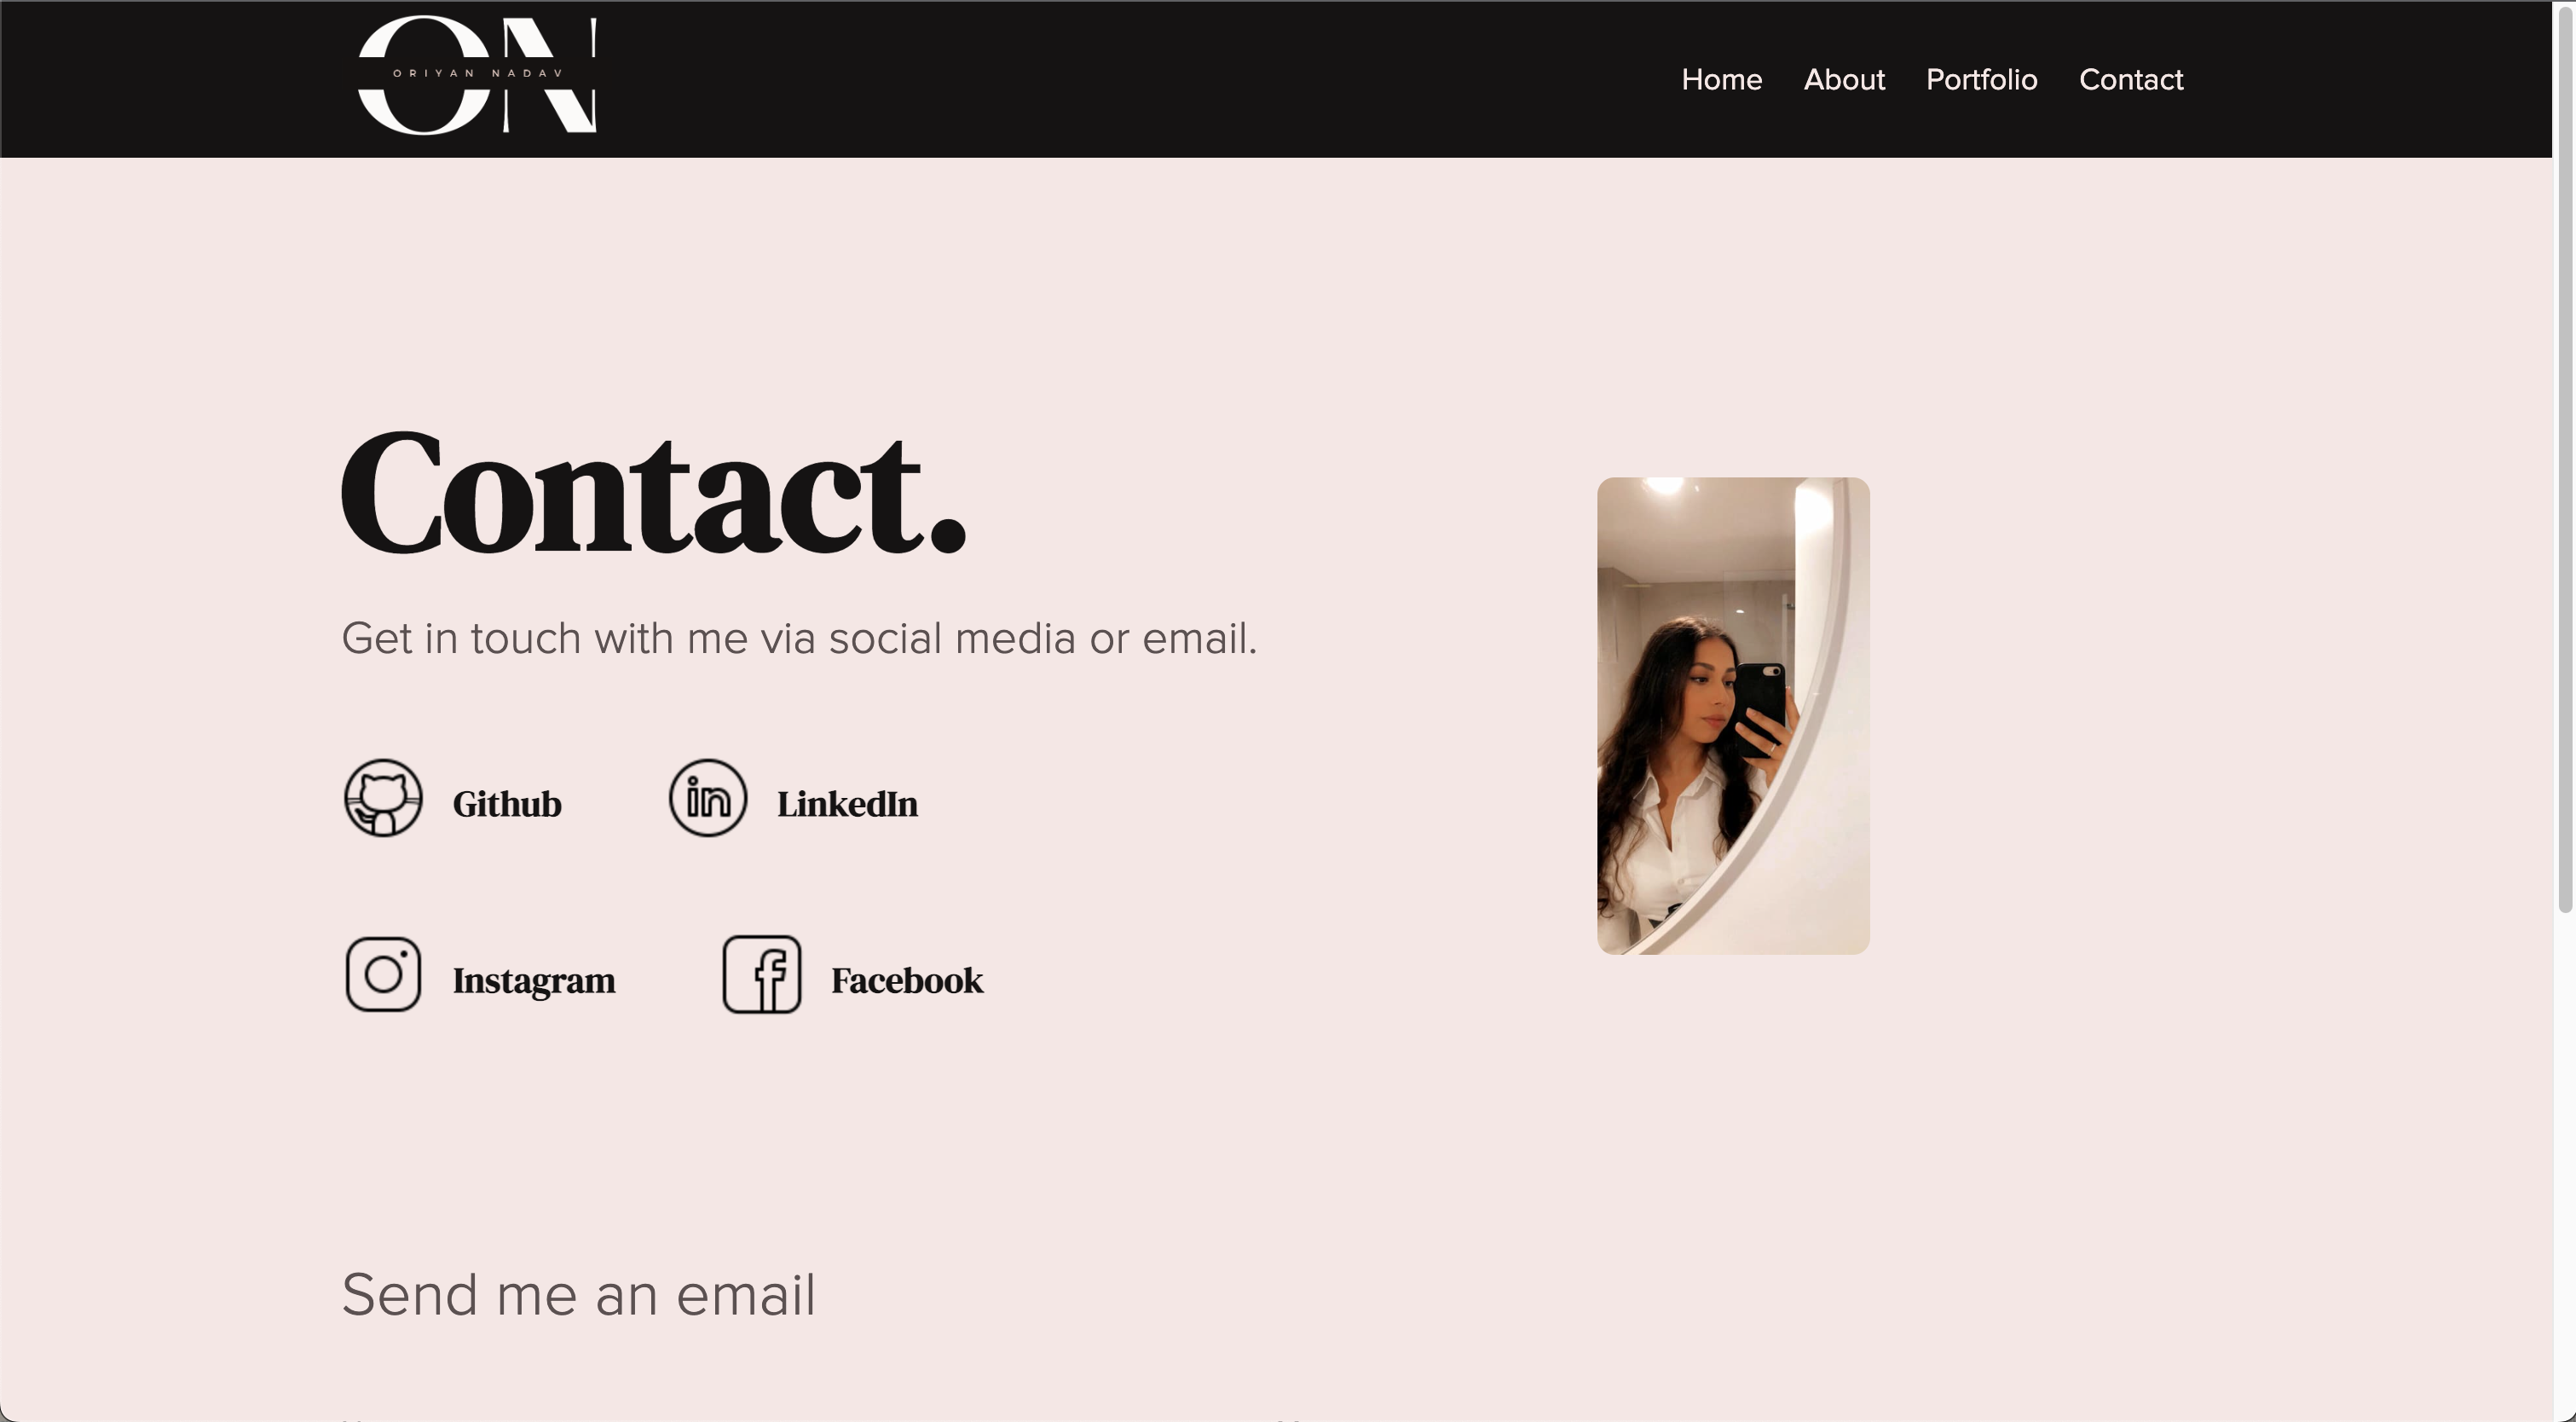 ON
ORIYAN NADAV
Home About Portfolio Contact
Contact.
Get in touch with me via social media or email.
Github LinkedIn
Instagram Facebook
Send me an email